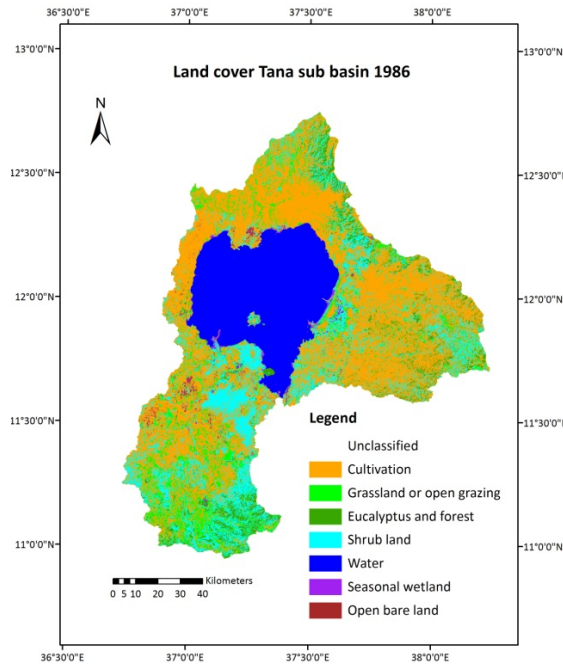 36°30'0"E 37°0'0"E 37°30'0"E 38°0'0"E
13°0'0"N 13°0'0"N
Land cover Tana sub basin 1986
N
12°30'0"N 12°30'0"N
12°0'0"N 12°0'0"N
11°30'0"N 11°30'0"N
Legend
Unclassified
Cultivation
Grassland or open grazing
Eucalyptus and forest
Shrub land
Water
Seasonal wetland
Open bare land
11°0'0"N 11°0'0"N
Kilometers
0 5 10 20 30 40
36°30'0"E 37°0'0"E 37°30'0"E 38°0'0"E